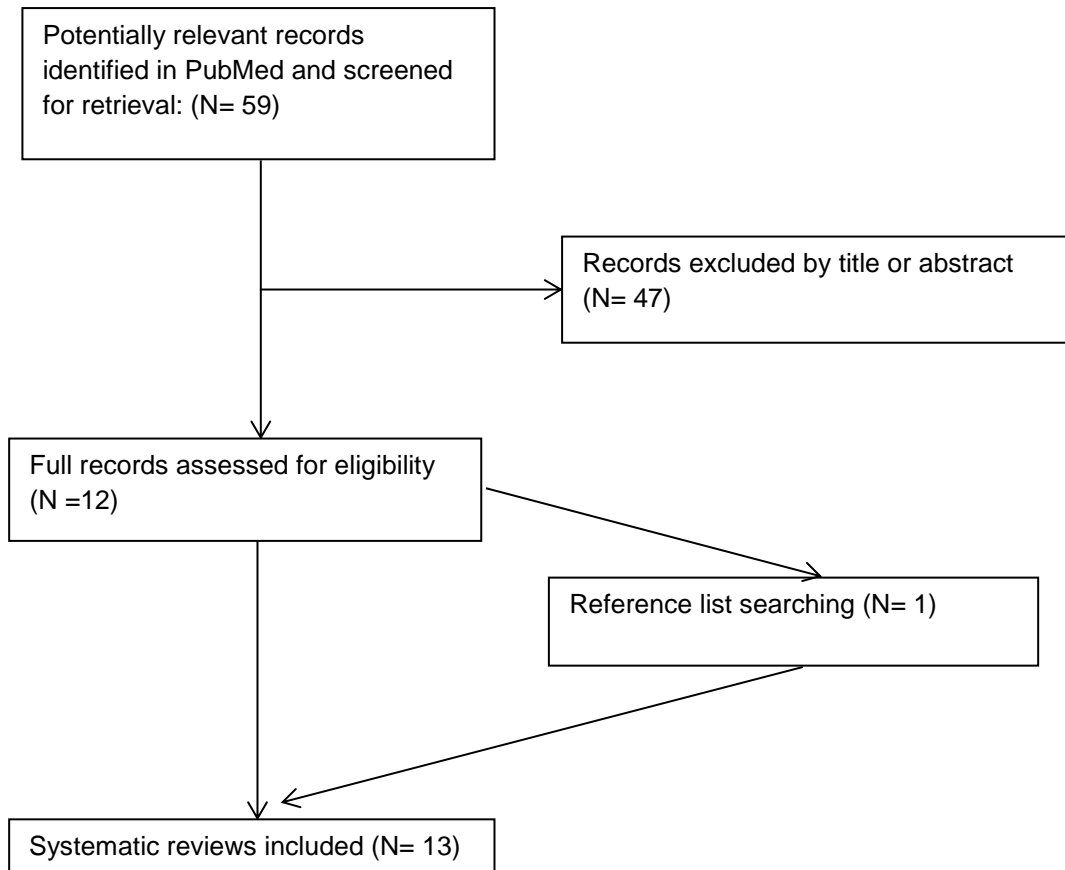 Potentially relevant records
identified in PubMed and screened
for retrieval: (N= 59)
Records excluded by title or abstract
(N= 47)
Full records assessed for eligibility
(N =12)
Reference list searching (N= 1)
Systematic reviews included (N= 13)